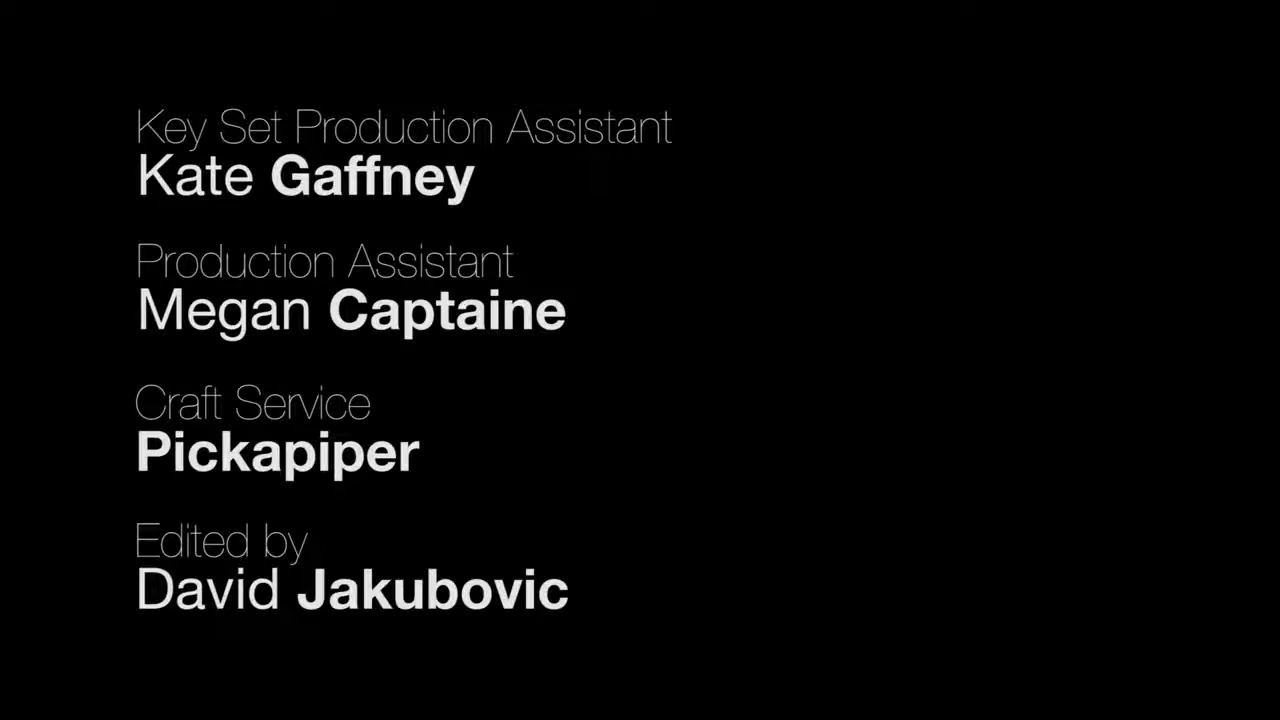 Key Set Production Assistant
Kate Gaffney
Production Assistant
Megan Captaine
Craft Service
Pickapiper
Edited by
David Jakubovic